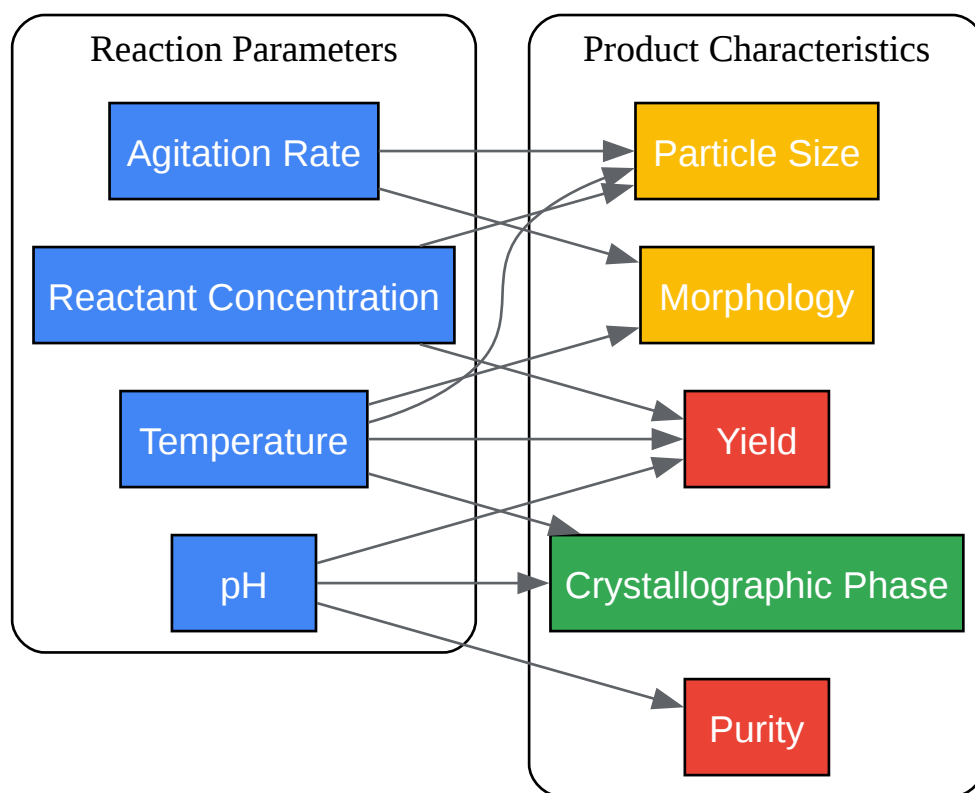 Reaction Parameters
Agitation Rate
Reactant Concentration
Temperature
pH
Product Characteristics
Particle Size
Morphology
Yield
Crystallographic Phase
Purity